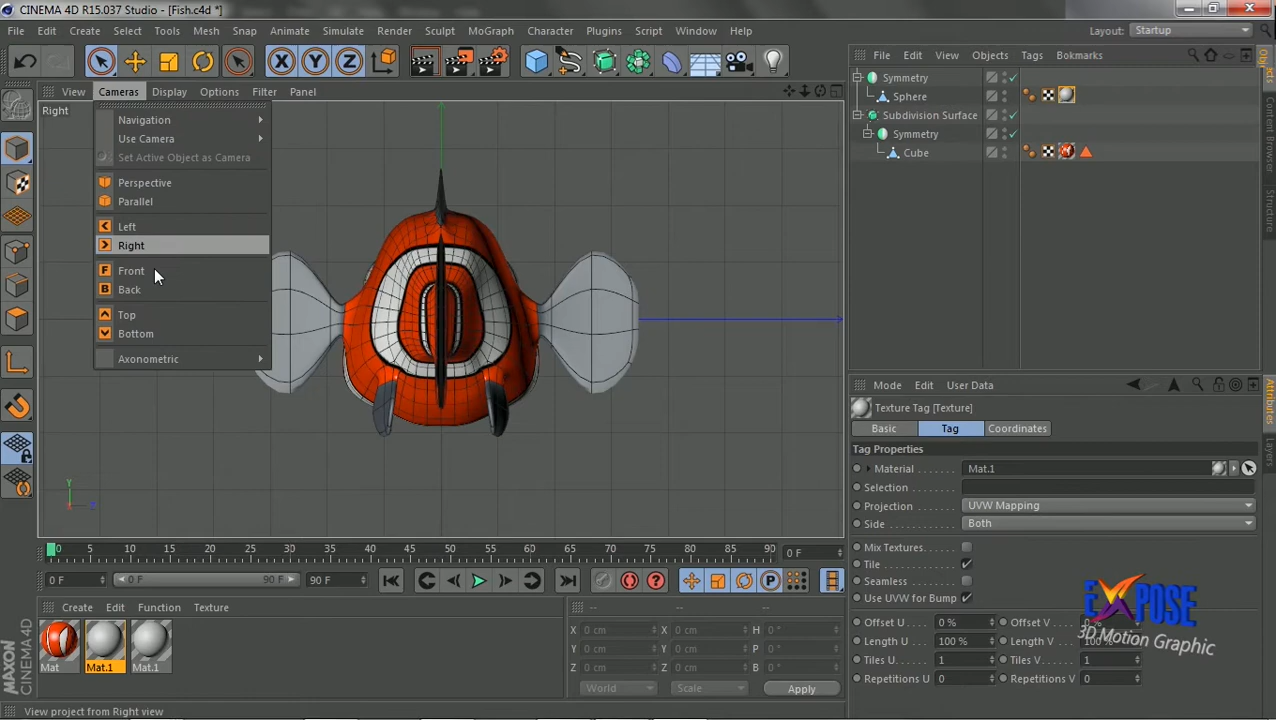 CINEMA 4D R15.037 Studio - [Fish.c4d *]
File Edit Create Select Tools Mesh Snap Animate Simulate Render Sculpt MoGraph Character Plugins Script Window Help
Layout: Startup
View Cameras Display Options Filter Panel
Right
Navigation
Use Camera
Set Active Object as Camera
Perspective
Parallel
Left
Right
F Front
B Back
Top
Bottom
Axonometric
Y
File Edit View Objects Tags Bokmarks
Symmetry
Sphere
Subdivision Surface
Symmetry
Cube
Objects
Content Browser
Structure
Mode Edit User Data
Texture Tag [Texture]
Basic Tag Coordinates
Tag Properties
Material Mat.1
Selection
Projection UVW Mapping
Side Both
Mix Textures
Tile
Seamless
Use UVW for Bump
Offset U 0 % Offset V 0 %
Length U 100 % Length V
Tiles U 1 Tiles V 1
Repetitions U 0 Repetitions V 0
Attributes
Layers
EXPOSE
3D Motion Graphic
0 5 10 15 20 25 30 35 40 45 50 55 60 65 70 75 80 85 90 0 F
0 F 0 F 90 F 90 F
Create Edit Function Texture
Mat Mat.1 Mat.1
-- -- --
X 0 cm X 0 cm H 0 °
Y 0 cm Y 0 cm P 0 °
Z 0 cm Z 0 cm B 0 °
World Scale Apply
MAXON
CINEMA 4D
View project from Right view